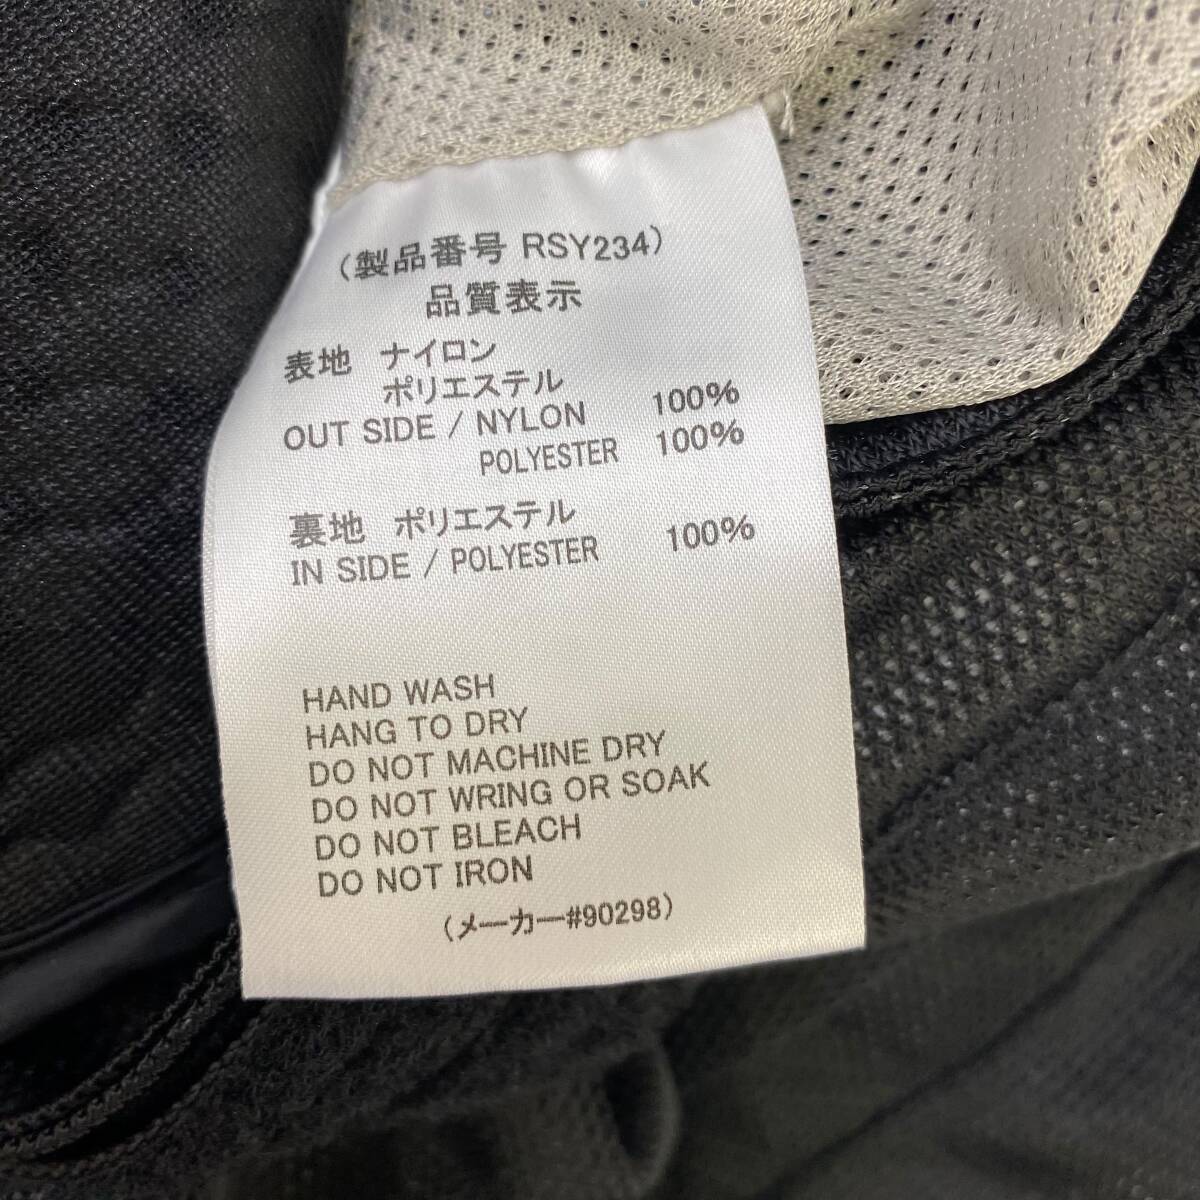 (製品番号 RSY234)
品質表示
表地 ナイロン
ポリエステル
OUT SIDE / NYLON 100%
POLYESTER 100%
裏地 ポリエステル
IN SIDE / POLYESTER 100%
HAND WASH
HANG TO DRY
DO NOT MACHINE DRY
DO NOT WRING OR SOAK
DO NOT BLEACH
DO NOT IRON
(メーカー#90298)